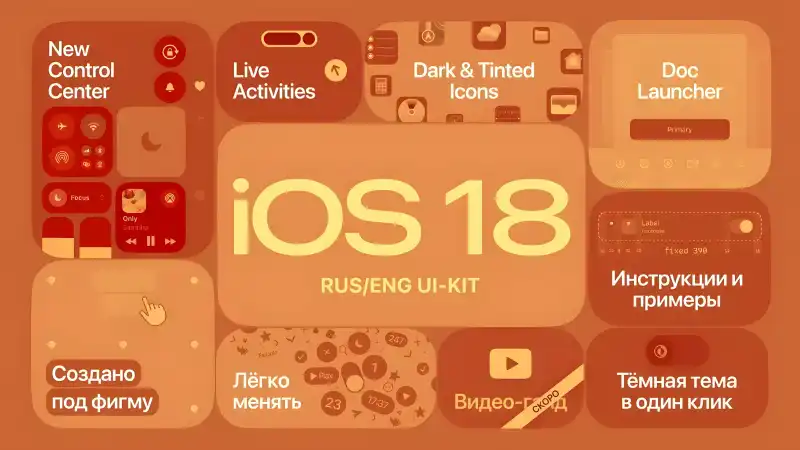 New
Control
Center
Focus
Only
Live
Activities
Dark & Tinted
Icons
Doc
Launcher
Primary
iOS 18
RUS/ENG UI-KIT
Label
fixed 390
Инструкции и
примеры
Создано
под фигму
Лёгко
менять
Play
247
1
23
17:37
Видео-гайд
СКОРО
Тёмная тема
в один клик